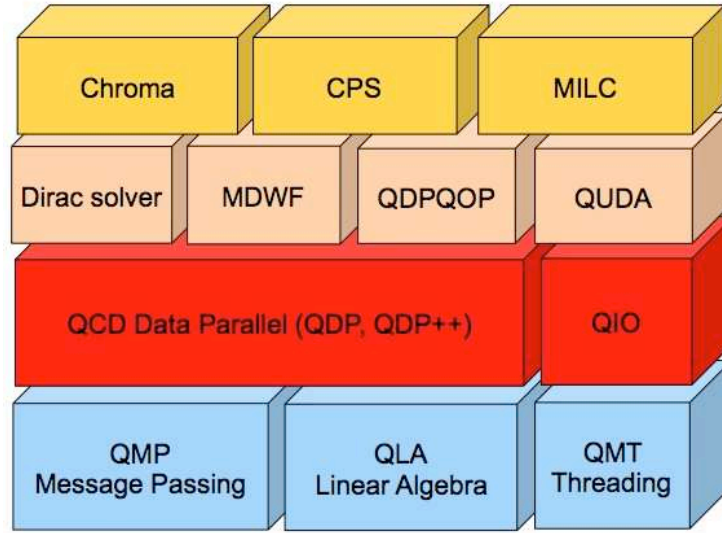 Chroma
CPS
MILC
Dirac solver
MDWF
QDPQOP
QUDA
QCD Data Parallel (QDP, QDP++)
QIO
QMP
Message Passing
QLA
Linear Algebra
QMT
Threading